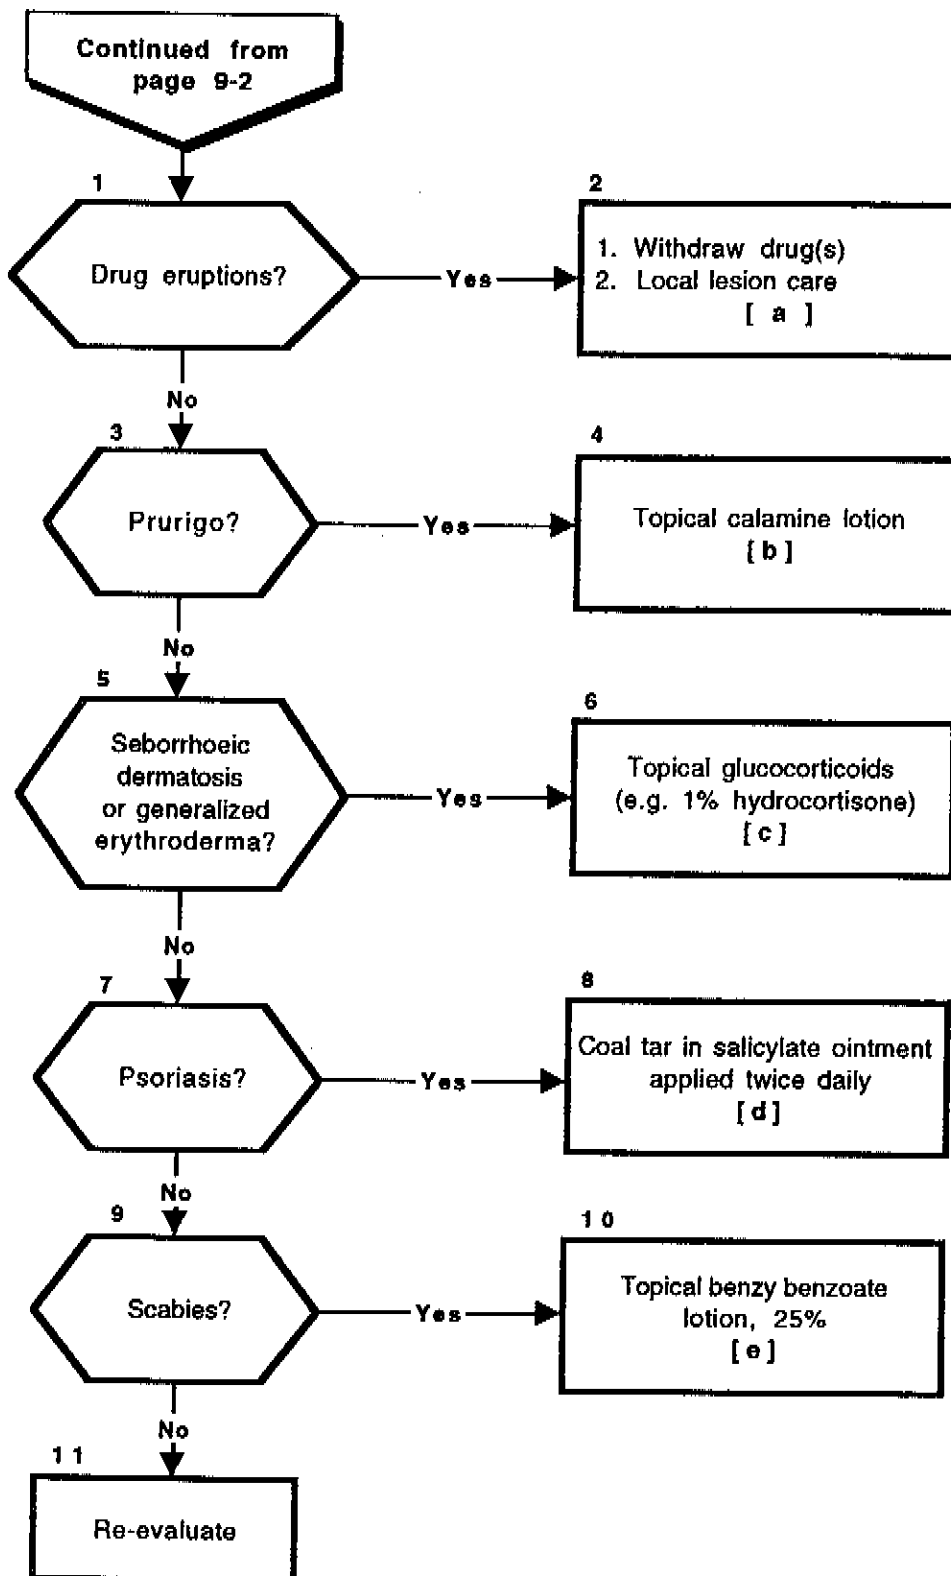 Continued from
page 9-2
1
Drug eruptions?
Yes
2
1. Withdraw drug(s)
2. Local lesion care
[ a ]
No
3
Prurigo?
Yes
4
Topical calamine lotion
[ b ]
No
5
Seborrhoeic
dermatosis
or generalized
erythroderma?
Yes
6
Topical glucocorticoids
(e.g. 1% hydrocortisone)
[ c ]
No
7
Psoriasis?
Yes
8
Coal tar in salicylate ointment
applied twice daily
[ d ]
No
9
Scabies?
Yes
10
Topical benzy benzoate
lotion, 25%
[ e ]
No
11
Re-evaluate